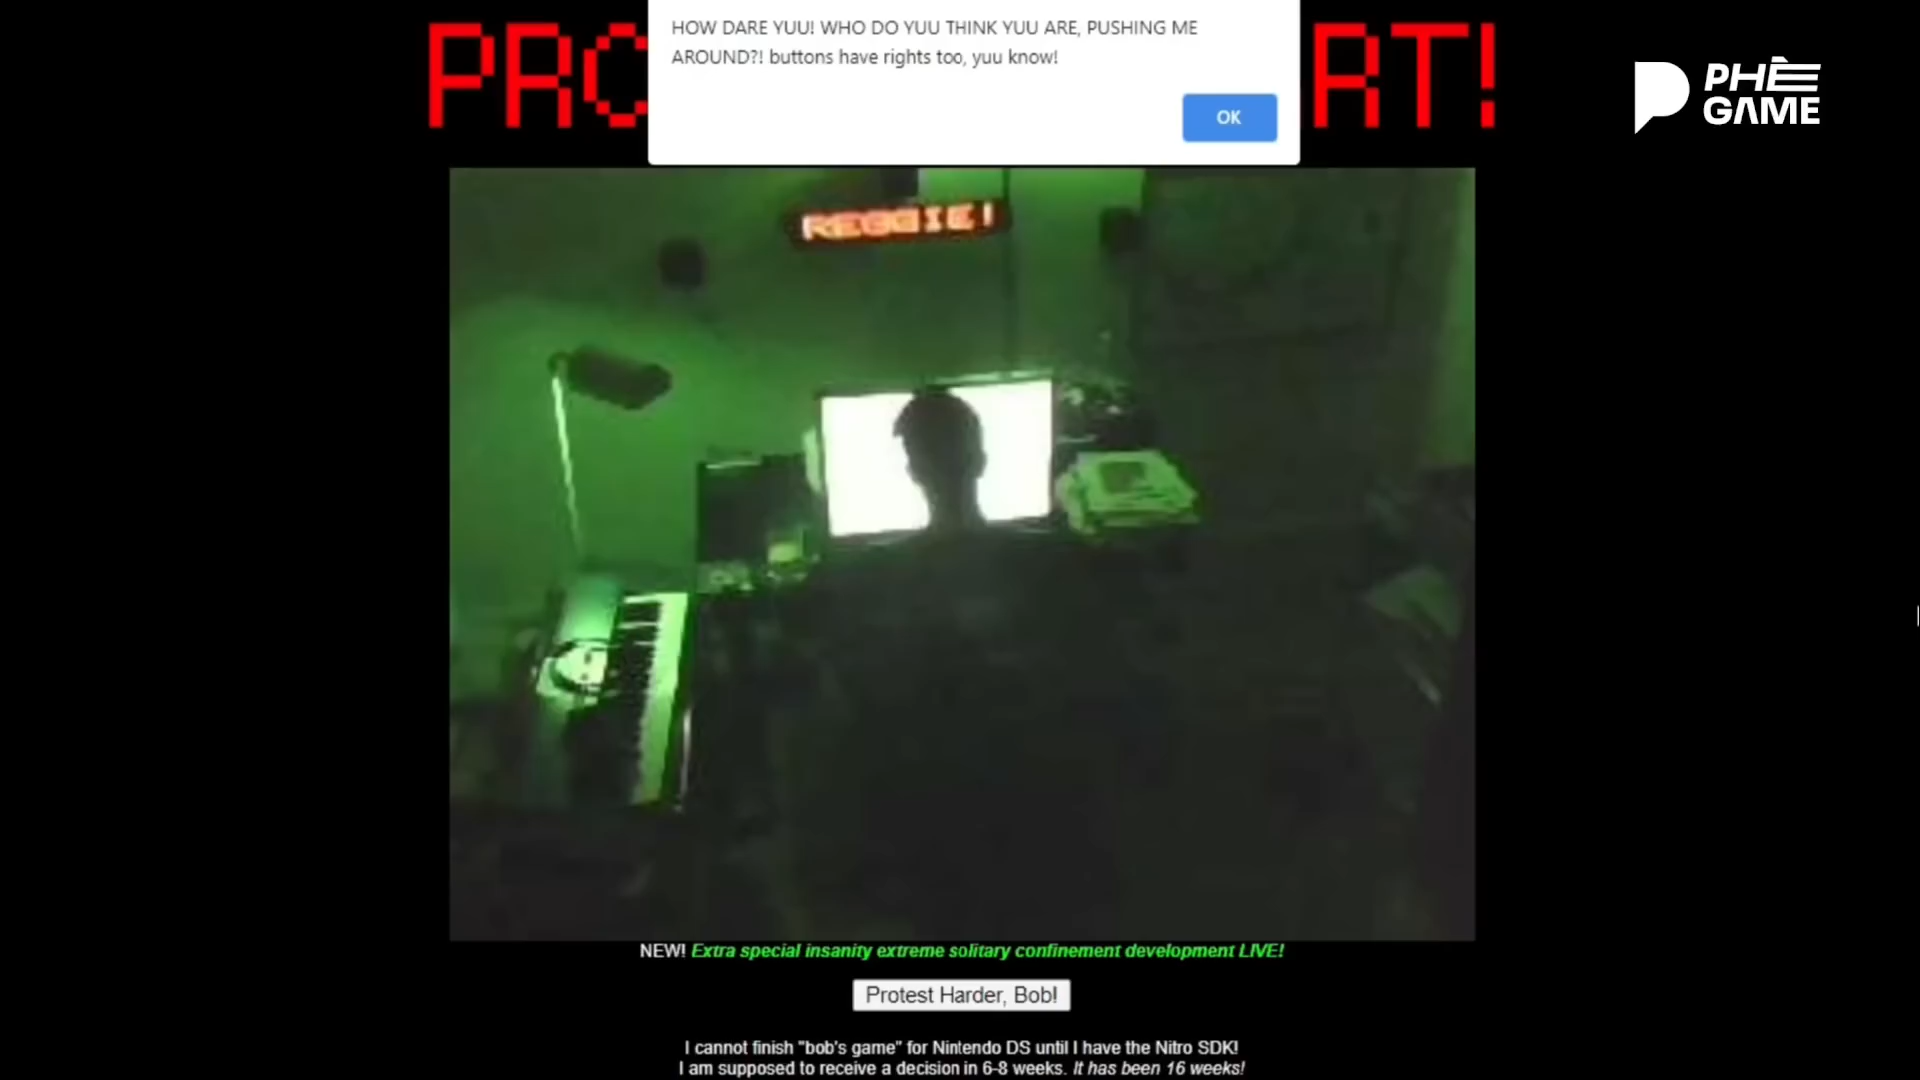 HOW DARE YUU! WHO DO YUU THINK YUU ARE, PUSHING ME
AROUND?! buttons have rights too, yuu know!
OK
PHÊ
GAME
REGGIE!
NEW! Extra special insanity extreme solitary confinement development LIVE!
Protest Harder, Bob!
I cannot finish "bob's game" for Nintendo DS until I have the Nitro SDK!
I am supposed to receive a decision in 6-8 weeks. It has been 16 weeks!